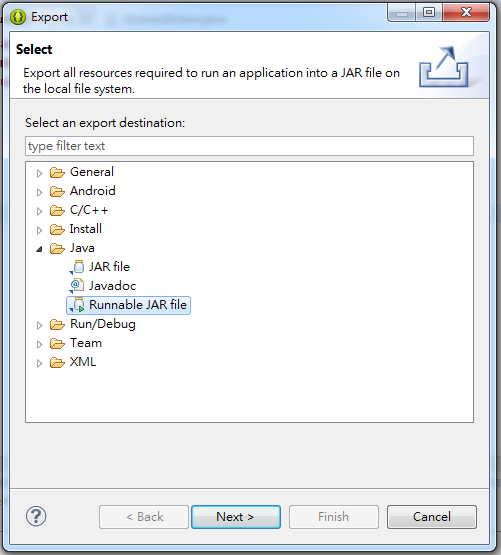 Export
Select
Export all resources required to run an application into a JAR file on
the local file system.
Select an export destination:
type filter text
General
Android
C/C++
Install
Java
JAR file
Javadoc
Runnable JAR file
Run/Debug
Team
XML
< Back
Next >
Finish
Cancel